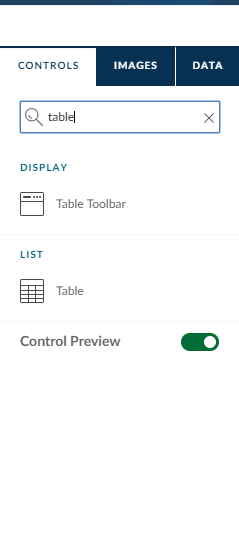 CONTROLS IMAGES DATA
table
DISPLAY
Table Toolbar
LIST
Table
Control Preview